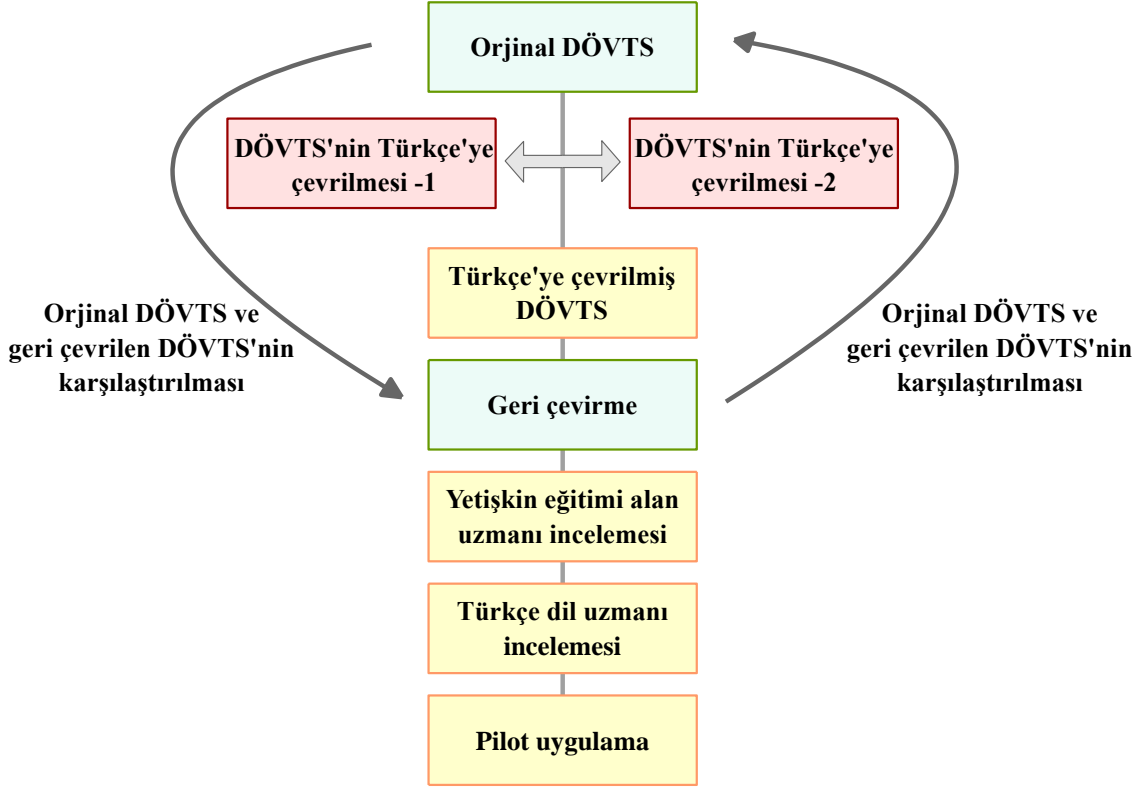 Orjinal DÖVTS
DÖVTS'nin Türkçe'ye
çevrilmesi -1
DÖVTS'nin Türkçe'ye
çevrilmesi -2
Türkçe'ye çevrilmiş
DÖVTS
Orjinal DÖVTS ve
geri çevrilen DÖVTS'nin
karşılaştırılması
Orjinal DÖVTS ve
geri çevrilen DÖVTS'nin
karşılaştırılması
Geri çevirme
Yetişkin eğitimi alan
uzmanı incelemesi
Türkçe dil uzmanı
incelemesi
Pilot uygulama